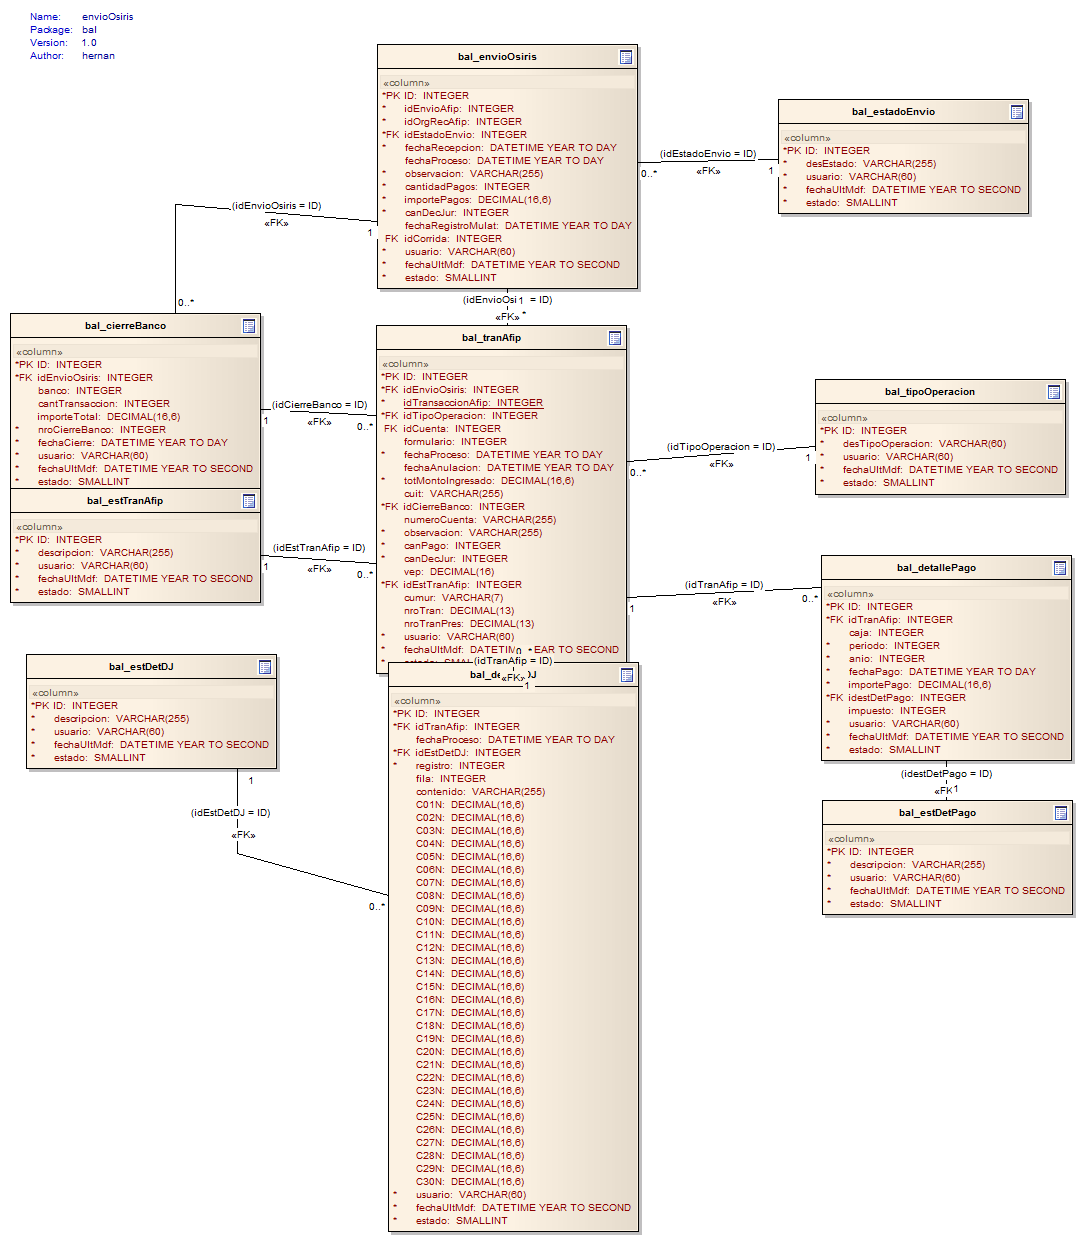 Name: envioOsiris
Package: bal
Version: 1.0
Author: hernan
bal_envioOsiris
«column»
*PK ID: INTEGER
* idEnvioAfip: INTEGER
* idOrgRecAfip: INTEGER
*FK idEstadoEnvio: INTEGER
* fechaRecepcion: DATETIME YEAR TO DAY
fechaProceso: DATETIME YEAR TO DAY
* observacion: VARCHAR(255)
* cantidadPagos: INTEGER
* importePagos: DECIMAL(16,6)
* canDecJur: INTEGER
fechaRegistroMulat: DATETIME YEAR TO DAY
FK idCorrida: INTEGER
* usuario: VARCHAR(60)
* fechaUltMdf: DATETIME YEAR TO SECOND
* estado: SMALLINT
(idEstadoEnvio = ID)
0..*
«FK»
1
bal_estadoEnvio
«column»
*PK ID: INTEGER
* desEstado: VARCHAR(255)
* usuario: VARCHAR(60)
* fechaUltMdf: DATETIME YEAR TO SECOND
* estado: SMALLINT
(idEnvioOsiris = ID)
«FK»
1
0..*
(idEnvioOsi 1 = ID)
«FK» *
bal_cierreBanco
«column»
*PK ID: INTEGER
*FK idEnvioOsiris: INTEGER
banco: INTEGER
cantTransaccion: INTEGER
importeTotal: DECIMAL(16,6)
* nroCierreBanco: INTEGER
* fechaCierre: DATETIME YEAR TO DAY
* usuario: VARCHAR(60)
* fechaUltMdf: DATETIME YEAR TO SECOND
* estado: SMALLINT
(idCierreBanco = ID)
1
«FK»
0..*
bal_estTranAfip
«column»
*PK ID: INTEGER
* descripcion: VARCHAR(255)
* usuario: VARCHAR(60)
* fechaUltMdf: DATETIME YEAR TO SECOND
* estado: SMALLINT
(idEstTranAfip = ID)
1
«FK»
0..*
bal_tranAfip
«column»
*PK ID: INTEGER
*FK idEnvioOsiris: INTEGER
* idTransaccionAfip: INTEGER
*FK idTipoOperacion: INTEGER
FK idCuenta: INTEGER
formulario: INTEGER
* fechaProceso: DATETIME YEAR TO DAY
fechaAnulacion: DATETIME YEAR TO DAY
* totMontoIngresado: DECIMAL(16,6)
cuit: VARCHAR(255)
*FK idCierreBanco: INTEGER
numeroCuenta: VARCHAR(255)
* observacion: VARCHAR(255)
* canPago: INTEGER
* canDecJur: INTEGER
vep: DECIMAL(16)
*FK idEstTranAfip: INTEGER
cumur: VARCHAR(7)
nroTran: DECIMAL(13)
nroTranPres: DECIMAL(13)
* usuario: VARCHAR(60)
* fechaUltMdf: DATETIM 0..* EAR TO SECOND
(idTranAfip = ID)
«FK»
1
(idTipoOperacion = ID)
0..*
«FK»
1
bal_tipoOperacion
«column»
*PK ID: INTEGER
* desTipoOperacion: VARCHAR(60)
* usuario: VARCHAR(60)
* fechaUltMdf: DATETIME YEAR TO SECOND
* estado: SMALLINT
(idTranAfip = ID)
1
«FK»
0..*
bal_detallePago
«column»
*PK ID: INTEGER
*FK idTranAfip: INTEGER
caja: INTEGER
* periodo: INTEGER
* anio: INTEGER
* fechaPago: DATETIME YEAR TO DAY
* importePago: DECIMAL(16,6)
*FK idestDetPago: INTEGER
impuesto: INTEGER
* usuario: VARCHAR(60)
* fechaUltMdf: DATETIME YEAR TO SECOND
* estado: SMALLINT
(idestDetPago = ID)
«FK 1
bal_estDetPago
«column»
*PK ID: INTEGER
* descripcion: VARCHAR(255)
* usuario: VARCHAR(60)
* fechaUltMdf: DATETIME YEAR TO SECOND
* estado: SMALLINT
bal_estDetDJ
«column»
*PK ID: INTEGER
* descripcion: VARCHAR(255)
* usuario: VARCHAR(60)
* fechaUltMdf: DATETIME YEAR TO SECOND
* estado: SMALLINT
1
(idEstDetDJ = ID)
«FK»
0..*
bal_de DJ
«column»
*PK ID: INTEGER
*FK idTranAfip: INTEGER
fechaProceso: DATETIME YEAR TO DAY
*FK idEstDetDJ: INTEGER
* registro: INTEGER
fila: INTEGER
contenido: VARCHAR(255)
C01N: DECIMAL(16,6)
C02N: DECIMAL(16,6)
C03N: DECIMAL(16,6)
C04N: DECIMAL(16,6)
C05N: DECIMAL(16,6)
C06N: DECIMAL(16,6)
C07N: DECIMAL(16,6)
C08N: DECIMAL(16,6)
C09N: DECIMAL(16,6)
C10N: DECIMAL(16,6)
C11N: DECIMAL(16,6)
C12N: DECIMAL(16,6)
C13N: DECIMAL(16,6)
C14N: DECIMAL(16,6)
C15N: DECIMAL(16,6)
C16N: DECIMAL(16,6)
C17N: DECIMAL(16,6)
C18N: DECIMAL(16,6)
C19N: DECIMAL(16,6)
C20N: DECIMAL(16,6)
C21N: DECIMAL(16,6)
C22N: DECIMAL(16,6)
C23N: DECIMAL(16,6)
C24N: DECIMAL(16,6)
C25N: DECIMAL(16,6)
C26N: DECIMAL(16,6)
C27N: DECIMAL(16,6)
C28N: DECIMAL(16,6)
C29N: DECIMAL(16,6)
C30N: DECIMAL(16,6)
* usuario: VARCHAR(60)
* fechaUltMdf: DATETIME YEAR TO SECOND
* estado: SMALLINT